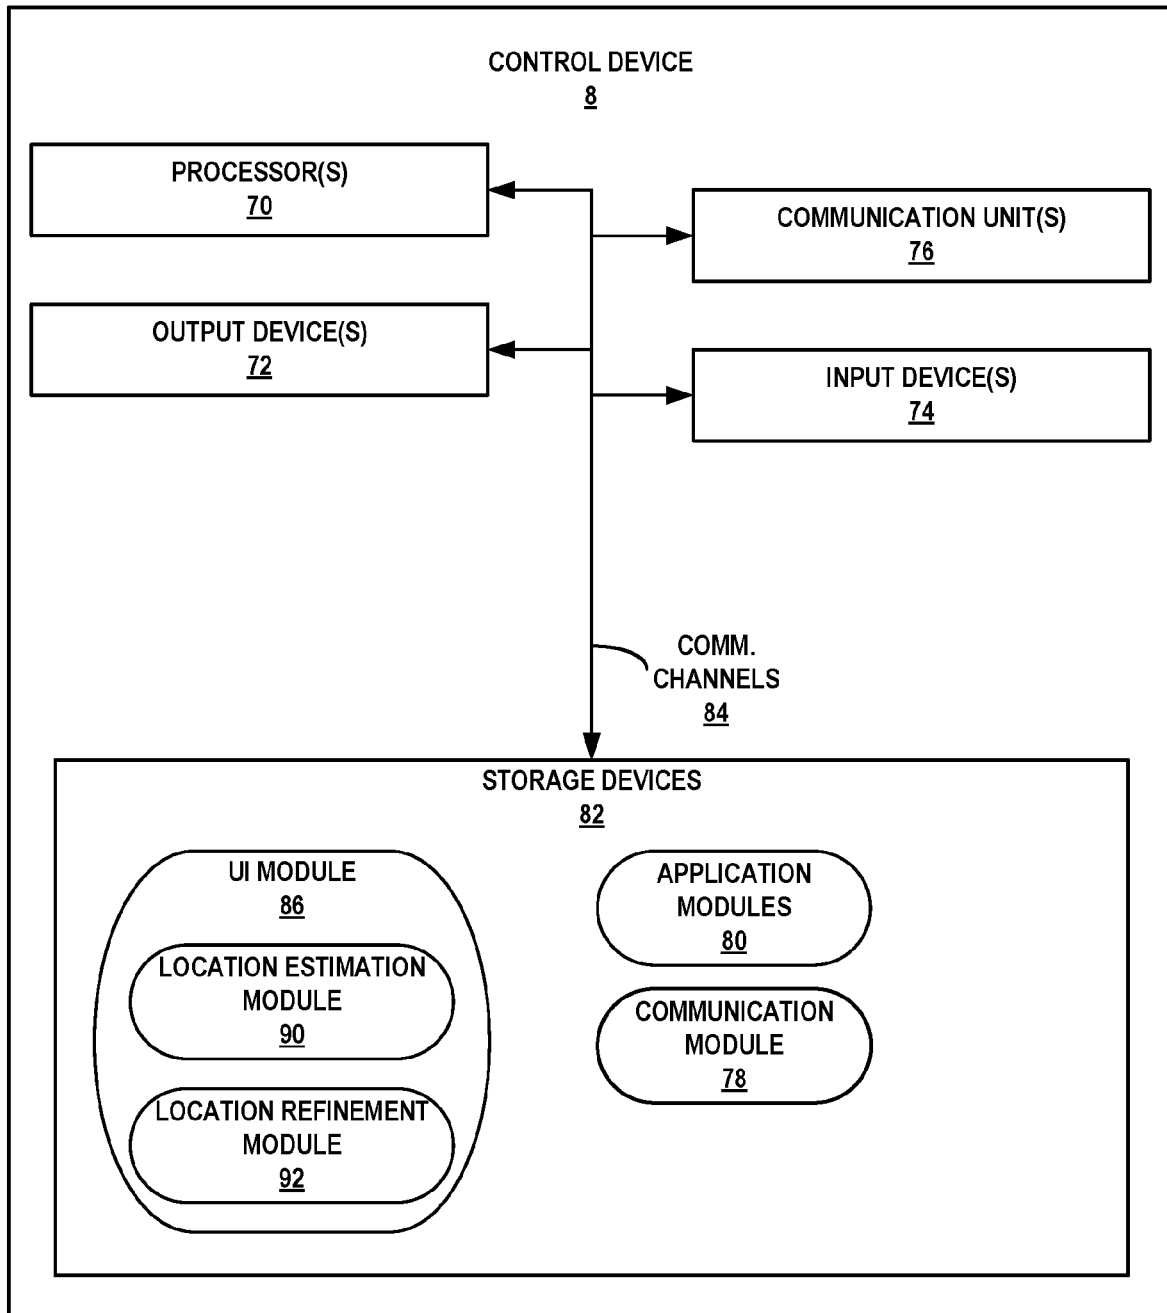 CONTROL DEVICE
8
PROCESSOR(S)
70
COMMUNICATION UNIT(S)
76
OUTPUT DEVICE(S)
72
INPUT DEVICE(S)
74
COMM.
CHANNELS
84
STORAGE DEVICES
82
UI MODULE
86
LOCATION ESTIMATION
MODULE
90
LOCATION REFINEMENT
MODULE
92
APPLICATION
MODULES
80
COMMUNICATION
MODULE
78